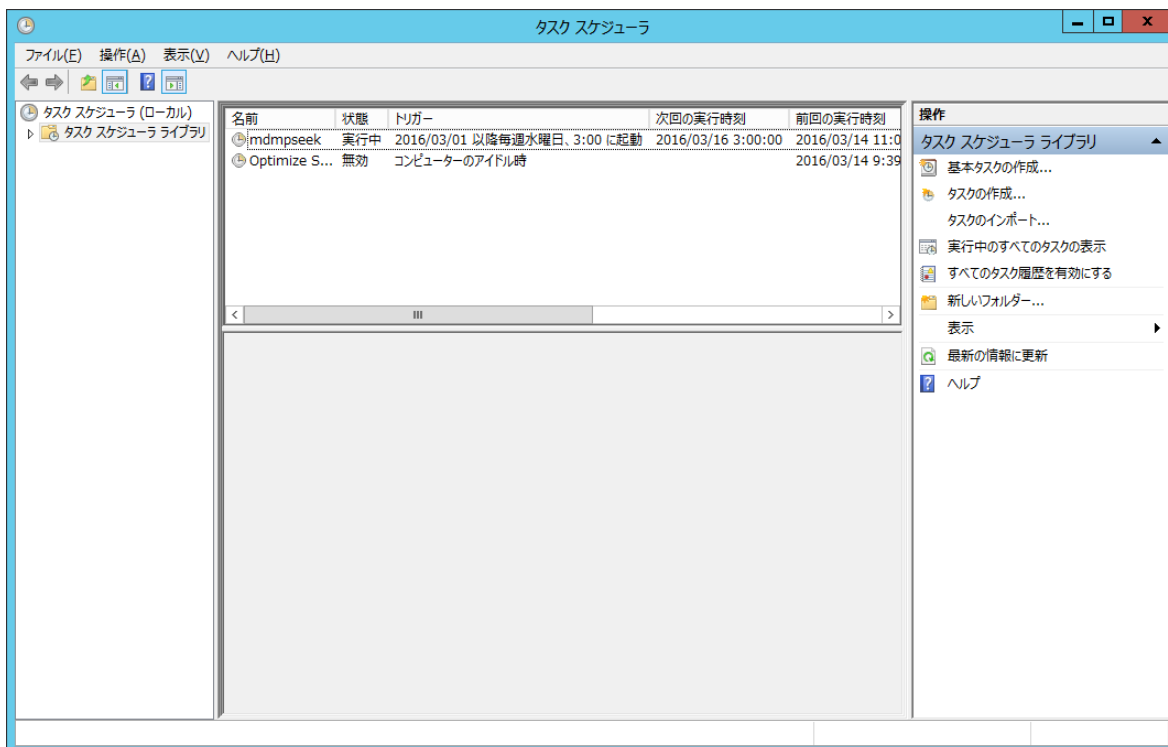 タスク スケジューラ
ファイル(F) 操作(A) 表示(V) ヘルプ(H)
タスク スケジューラ (ローカル)
タスク スケジューラ ライブラリ
名前 状態 トリガー 次回の実行時刻 前回の実行時刻
mdmpseek 実行中 2016/03/01 以降毎週水曜日、3:00 に起動 2016/03/16 3:00:00 2016/03/14 11:0
Optimize S... 無効 コンピューターのアイドル時 2016/03/14 9:39
操作
タスク スケジューラ ライブラリ
基本タスクの作成...
タスクの作成...
タスクのインポート...
実行中のすべてのタスクの表示
すべてのタスク履歴を有効にする
新しいフォルダー...
表示
最新の情報に更新
ヘルプ